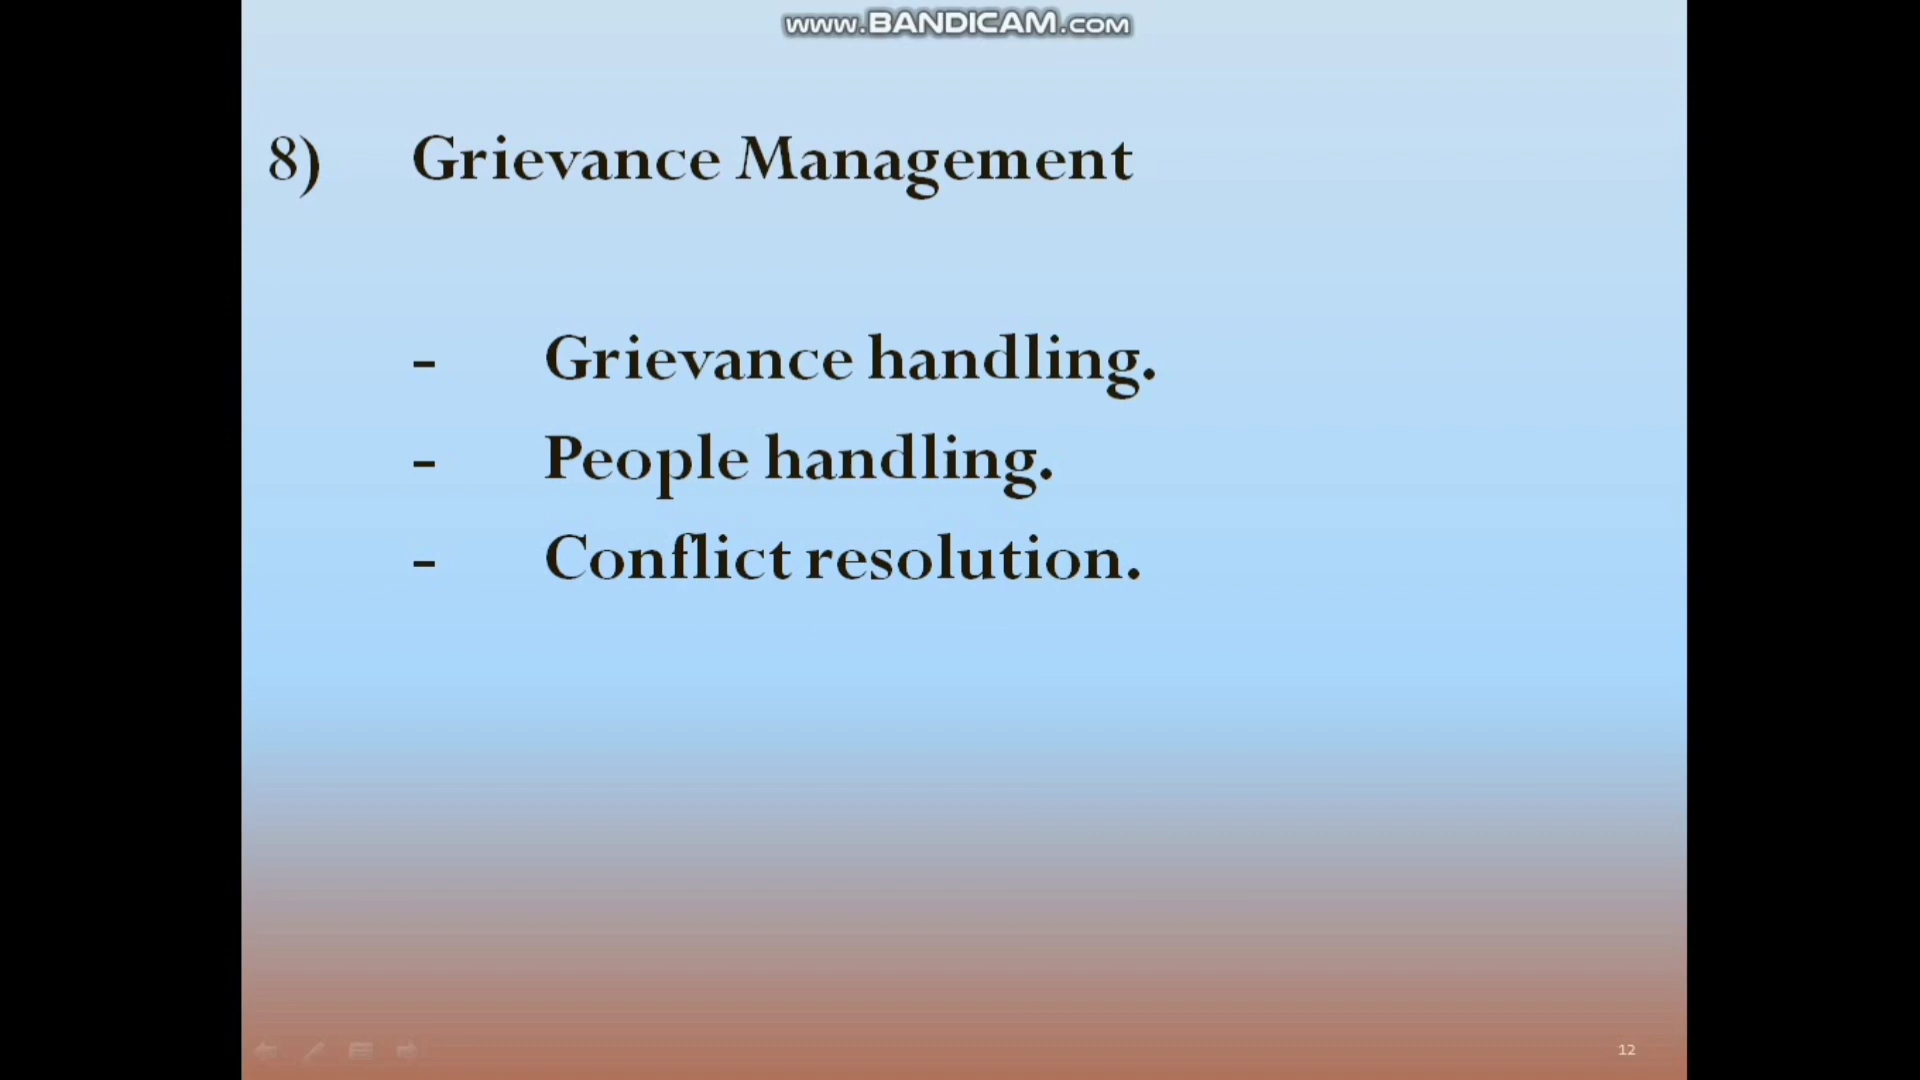 www.BANDICAM.com
8) Grievance Management
- Grievance handling.
- People handling.
- Conflict resolution.
12